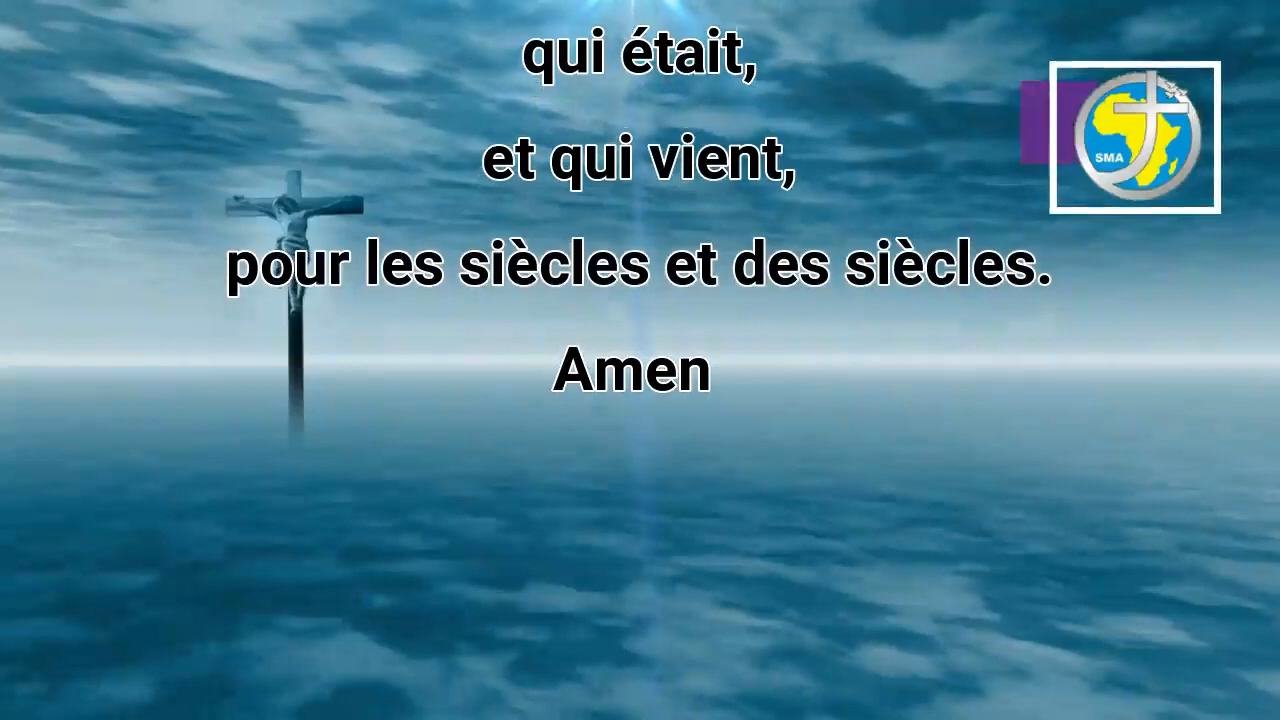 qui était,
et qui vient,
pour les siècles et des siècles.
Amen
SMA